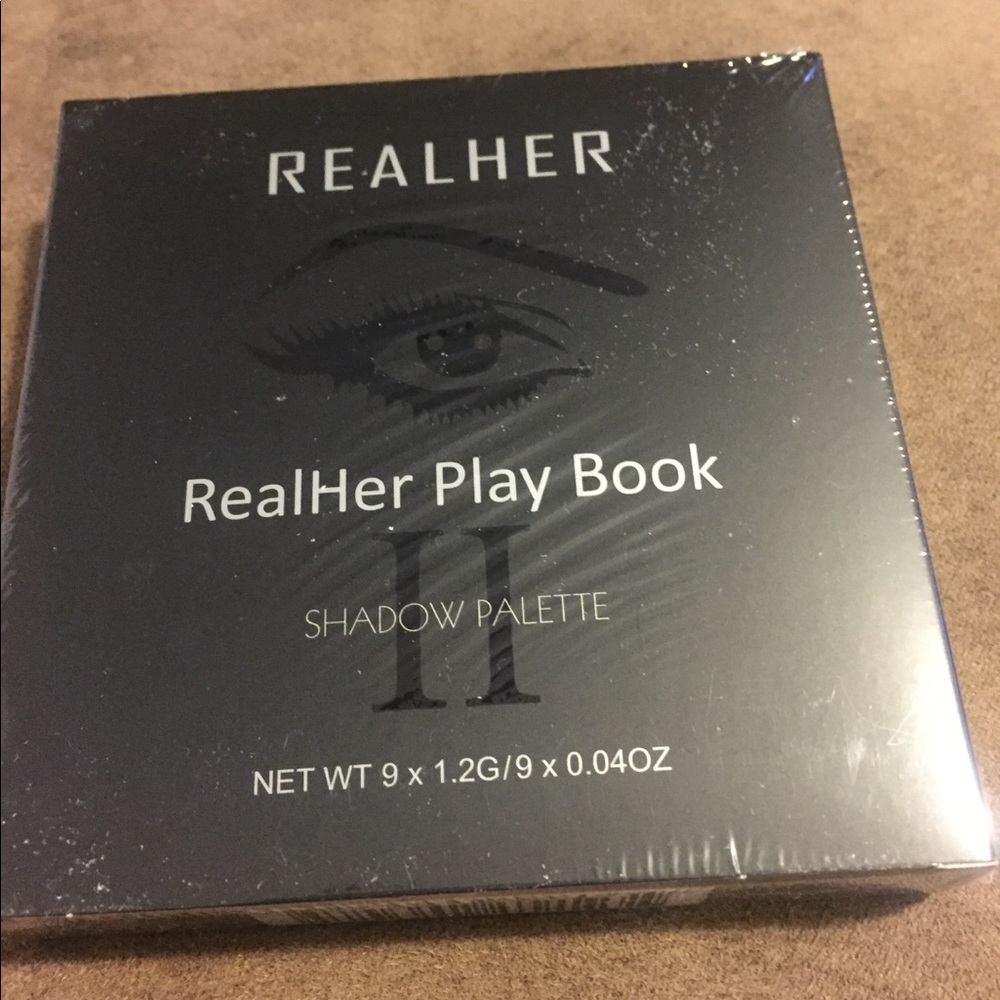 REALHER
RealHer Play Book
II
SHADOW PALETTE
NET WT 9 x 1.2G/9 x 0.04OZ